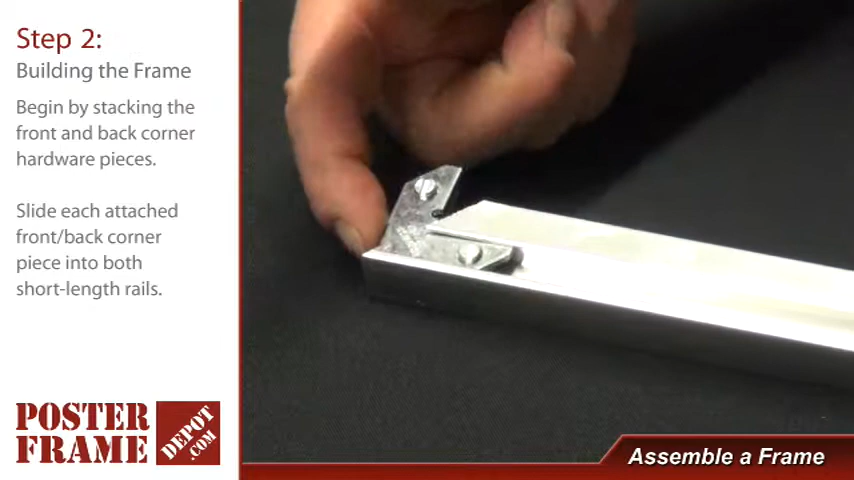 Step 2:
Building the Frame
Begin by stacking the
front and back corner
hardware pieces.
Slide each attached
front/back corner
piece into both
short-length rails.
POSTER
FRAME
DEPOT
.COM
Assemble a Frame